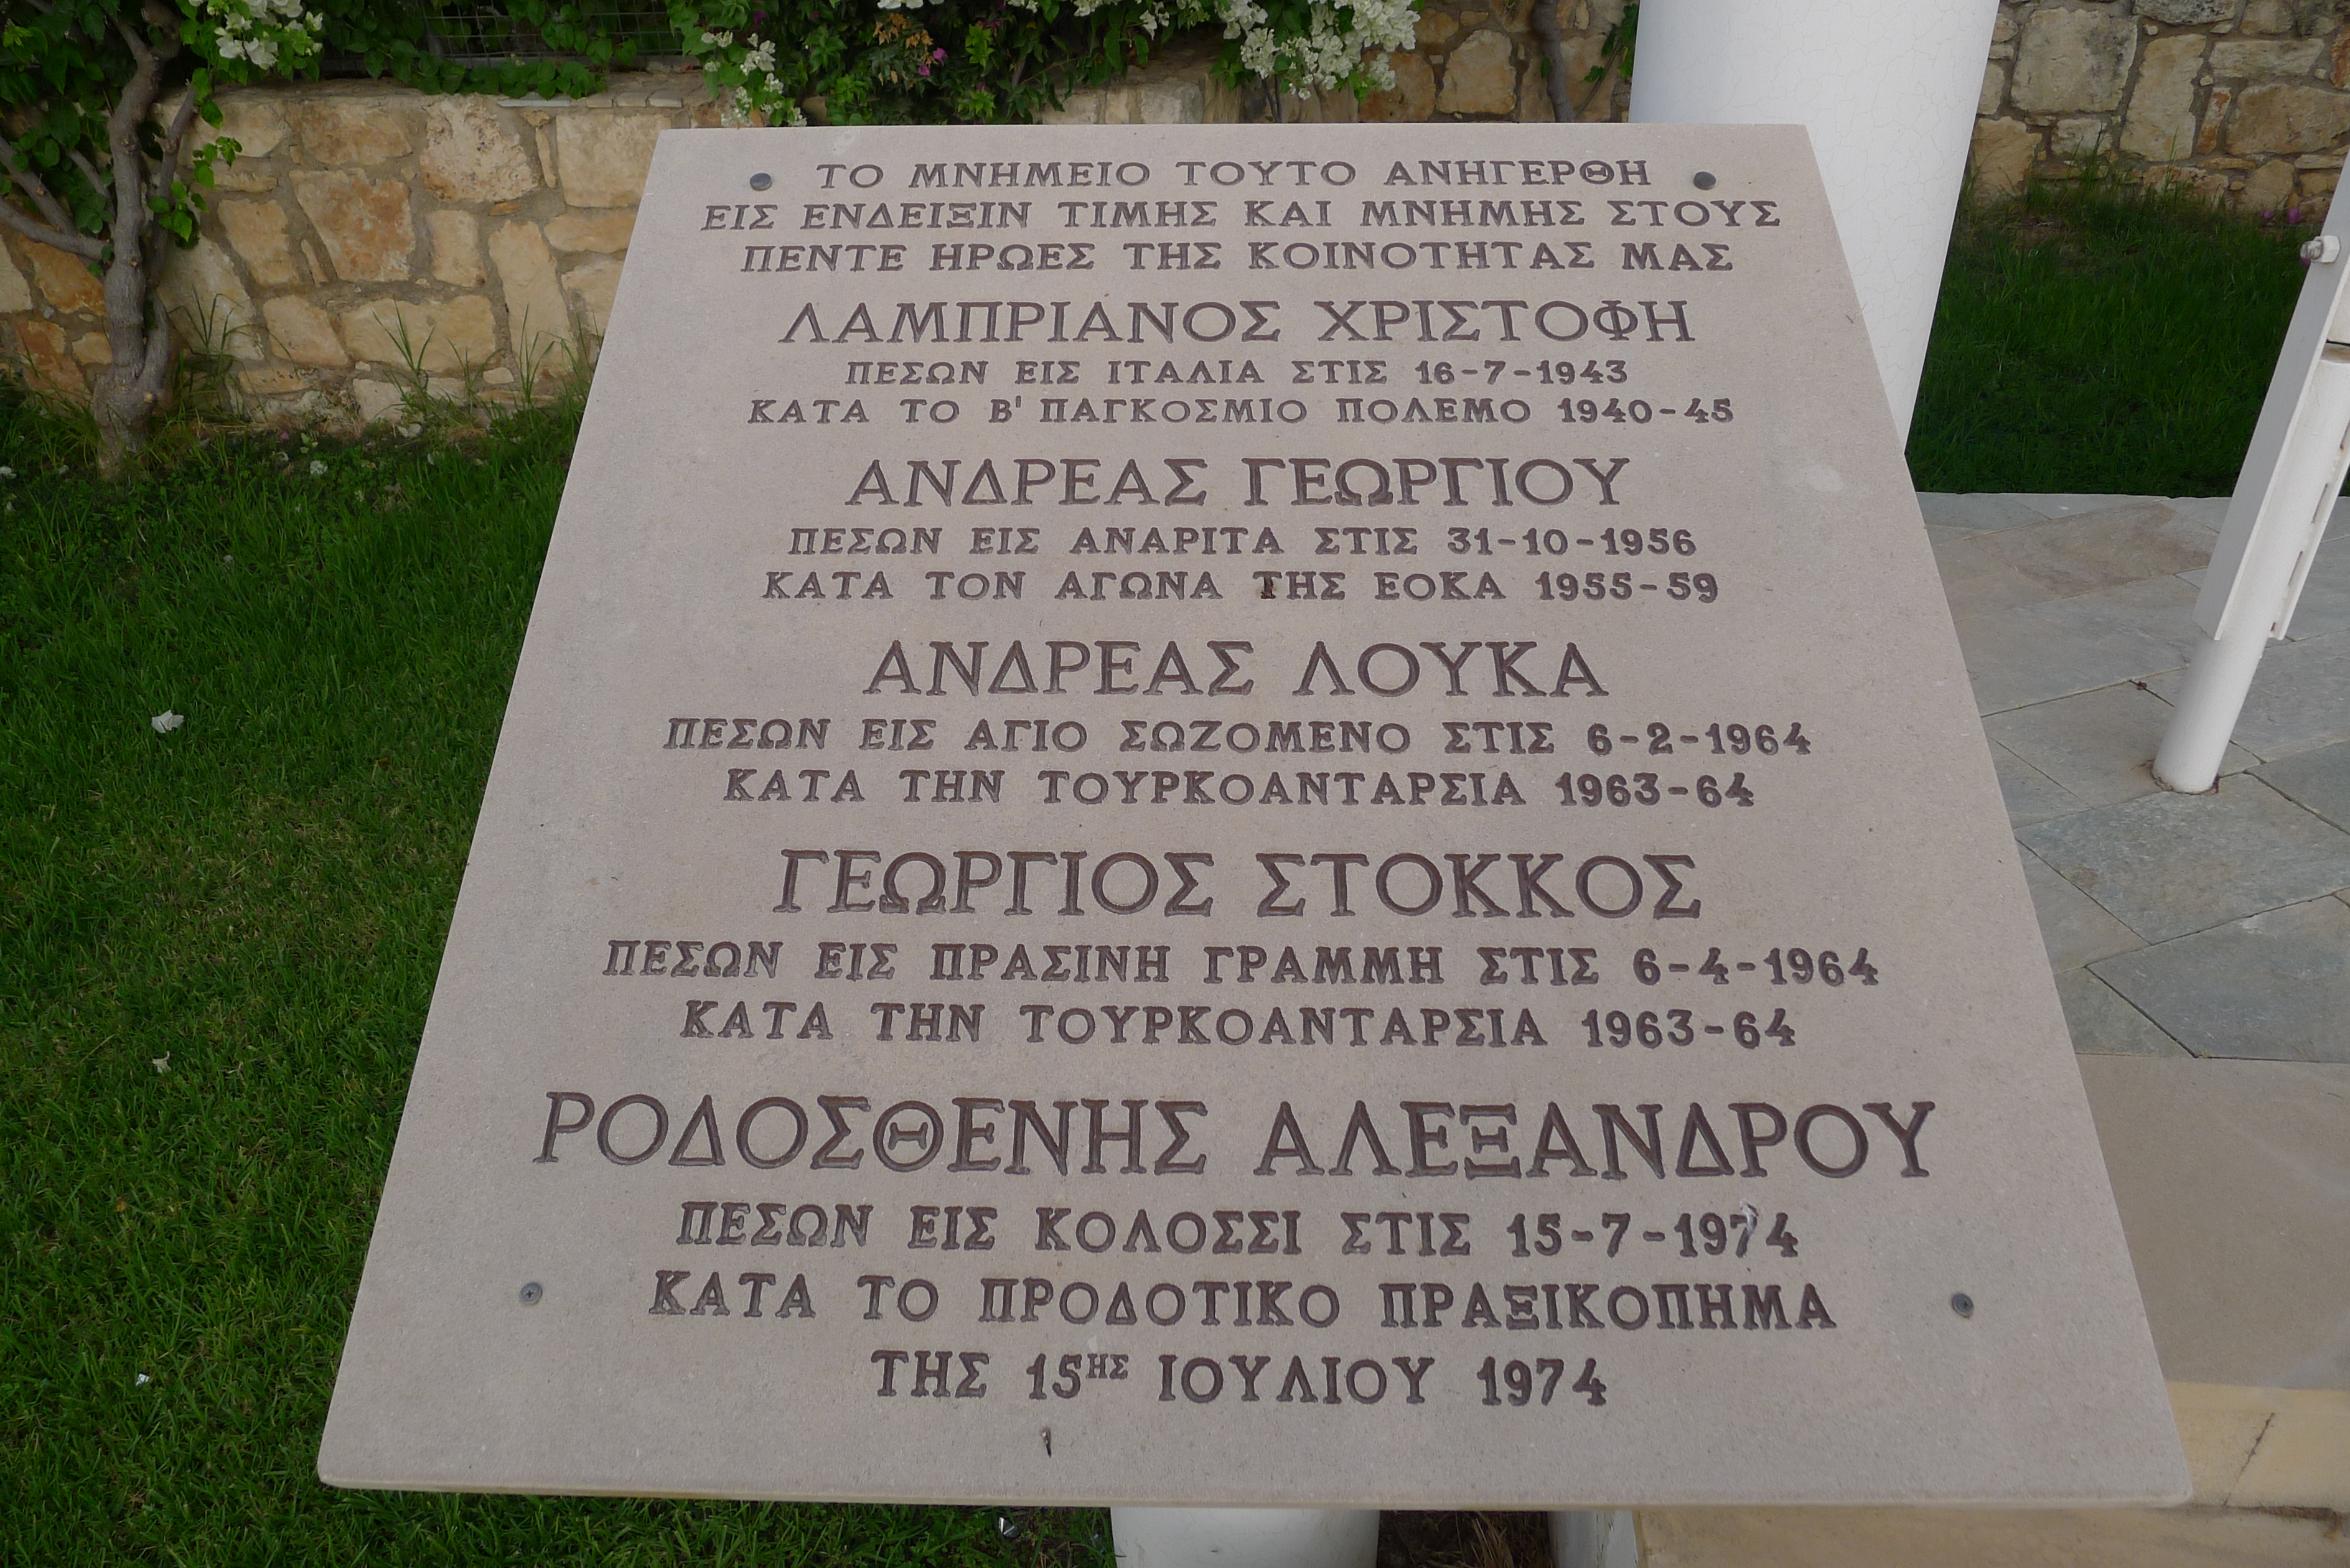 ΤΟ ΜΝΗΜΕΙΟ ΤΟΥΤΟ ΑΝΗΓΕΡΘΗ
ΕΙΣ ΕΝΔΕΙΞΙΝ ΤΙΜΗΣ ΚΑΙ ΜΝΗΜΗΣ ΣΤΟΥΣ
ΠΕΝΤΕ ΗΡΩΕΣ ΤΗΣ ΚΟΙΝΟΤΗΤΑΣ ΜΑΣ
ΛΑΜΠΡΙΑΝΟΣ ΧΡΙΣΤΟΦΗ
ΠΕΣΩΝ ΕΙΣ ΙΤΑΛΙΑ ΣΤΙΣ 16-7-1943
ΚΑΤΑ ΤΟ Β' ΠΑΓΚΟΣΜΙΟ ΠΟΛΕΜΟ 1940-45
ΑΝΔΡΕΑΣ ΓΕΩΡΓΙΟΥ
ΠΕΣΩΝ ΕΙΣ ΑΝΑΡΙΤΑ ΣΤΙΣ 31-10-1956
ΚΑΤΑ ΤΟΝ ΑΓΩΝΑ ΤΗΣ ΕΟΚΑ 1955-59
ΑΝΔΡΕΑΣ ΛΟΥΚΑ
ΠΕΣΩΝ ΕΙΣ ΑΓΙΟ ΣΩΖΟΜΕΝΟ ΣΤΙΣ 6-2-1964
ΚΑΤΑ ΤΗΝ ΤΟΥΡΚΟΑΝΤΑΡΣΙΑ 1963-64
ΓΕΩΡΓΙΟΣ ΣΤΟΚΚΟΣ
ΠΕΣΩΝ ΕΙΣ ΠΡΑΣΙΝΗ ΓΡΑΜΜΗ ΣΤΙΣ 6-4-1964
ΚΑΤΑ ΤΗΝ ΤΟΥΡΚΟΑΝΤΑΡΣΙΑ 1963-64
ΡΟΔΟΣΘΕΝΗΣ ΑΛΕΞΑΝΔΡΟΥ
ΠΕΣΩΝ ΕΙΣ ΚΟΛΟΣΣΙ ΣΤΙΣ 15-7-1974
ΚΑΤΑ ΤΟ ΠΡΟΔΟΤΙΚΟ ΠΡΑΞΙΚΟΠΗΜΑ
ΤΗΣ 15ΗΣ ΙΟΥΛΙΟΥ 1974